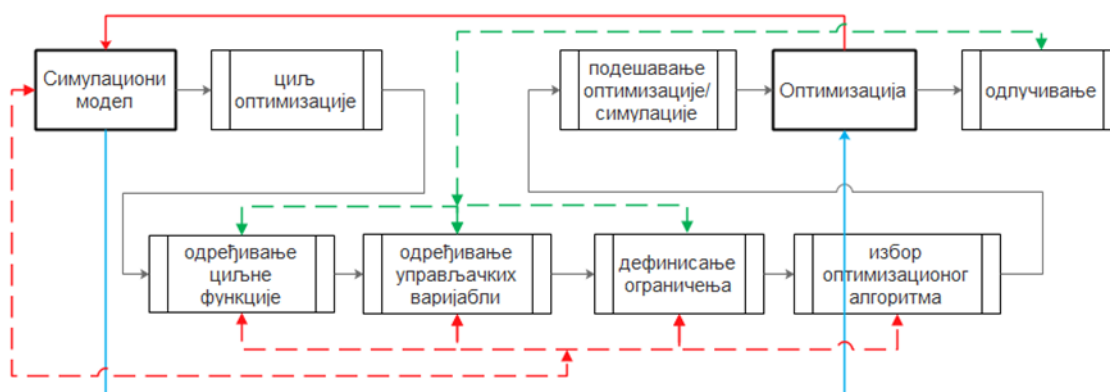 Симулациони
модел
циљ
оптимизације
подешавање
оптимизације/
симулације
Оптимизација
одлучивање
одређивање
циљне
функције
одређивање
управљачких
варијабли
дефинисање
ограничења
избор
оптимизационог
алгоритма